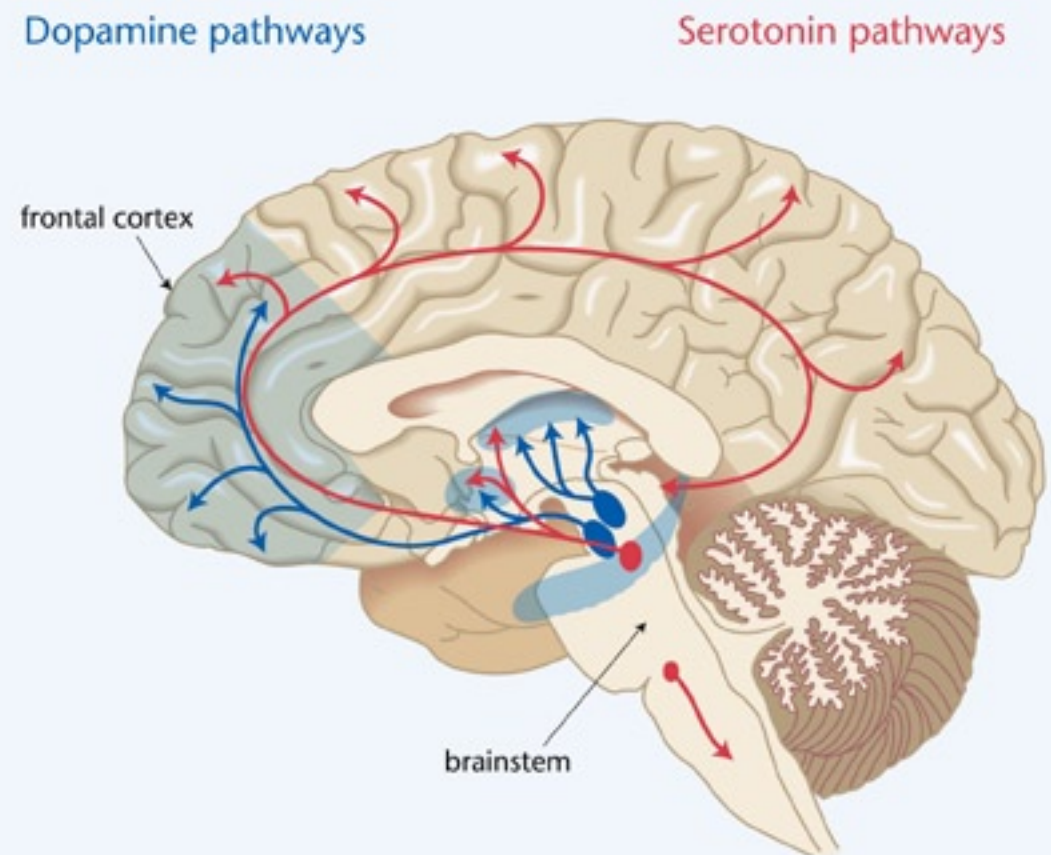 Dopamine pathways
Serotonin pathways
frontal cortex
brainstem